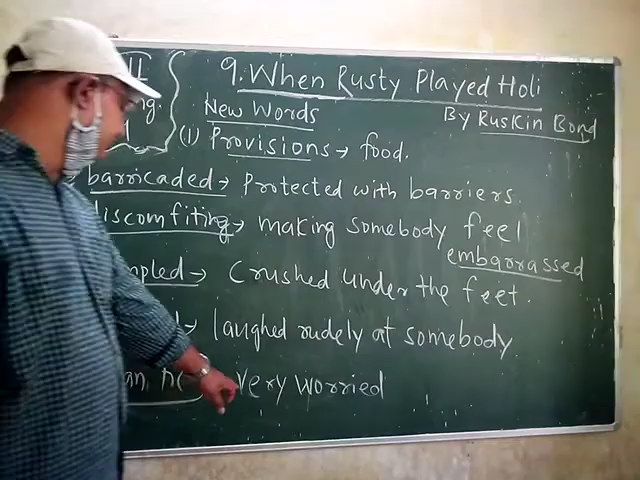 9. When Rusty Played Holi
By Ruskin Bond
New Words
(1) Provisions → food.
barricaded → Protected with barriers.
discomfiting → making somebody feel
embarrassed
mpled → Crushed under the feet.
laughed rudely at somebody
very worried